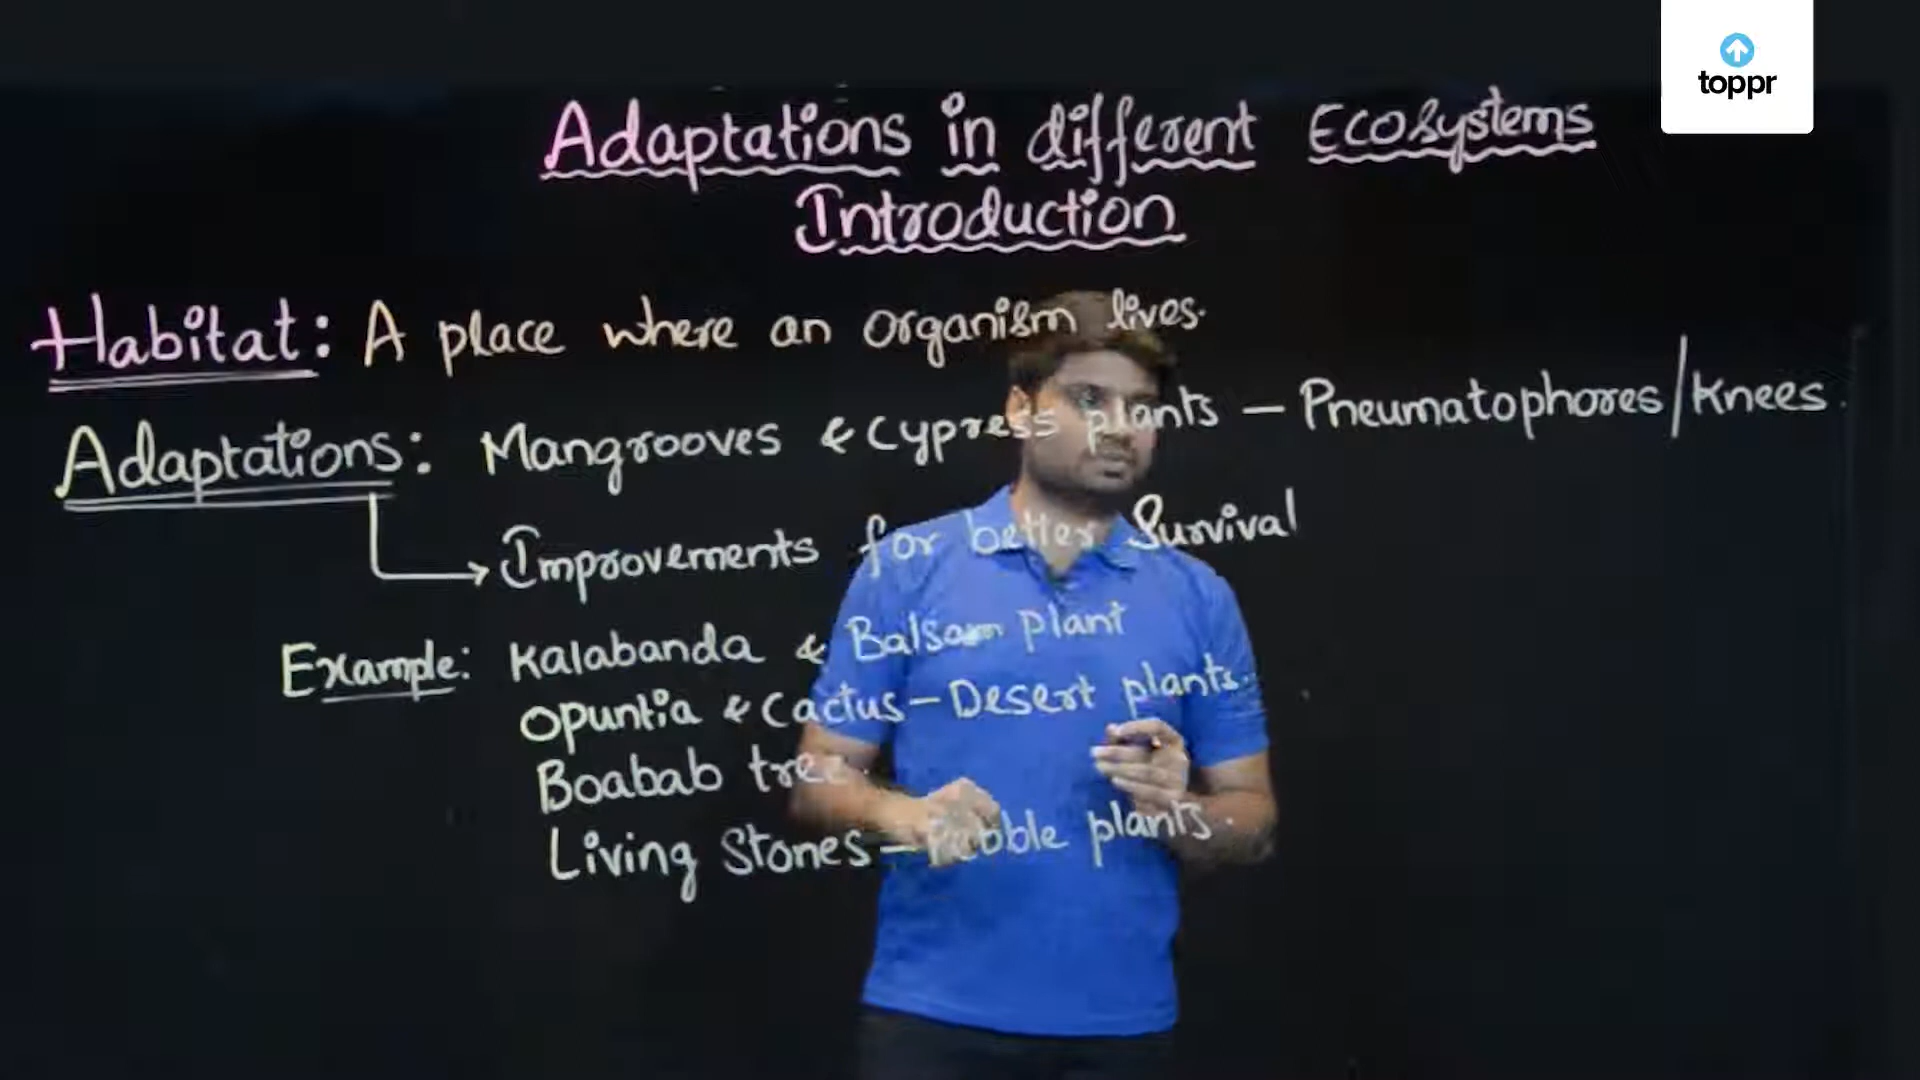 toppr
Adaptations in different Ecosystems
Introduction
Habitat: A place where an organism lives.
Adaptations: Mangrooves & Cypress plants - Pneumatophores/Knees.
Improvements for better Survival
Example: Kalabanda & Balsam plant
Opuntia & Cactus - Desert plants.
Boabab tree.
Living Stones - Pebble plants.